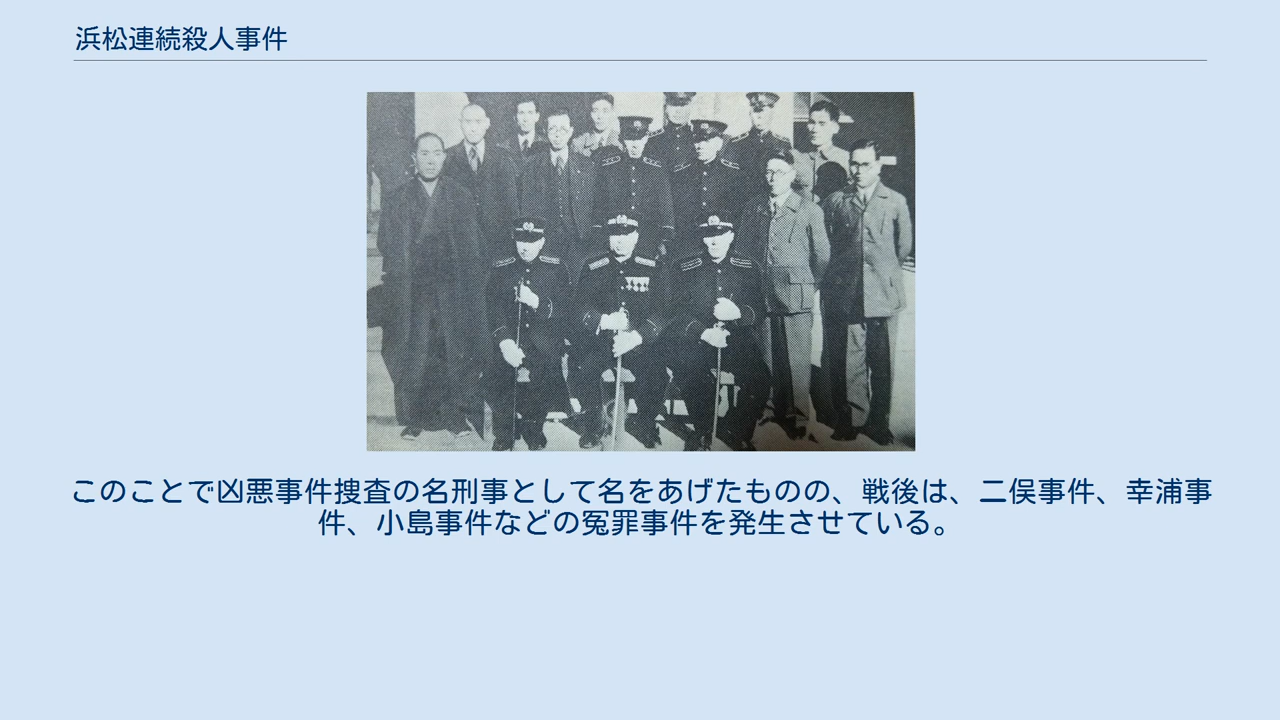 浜松連続殺人事件
このことで凶悪事件捜査の名刑事として名をあげたものの、戦後は、二俣事件、幸浦事
件、小島事件などの冤罪事件を発生させている。